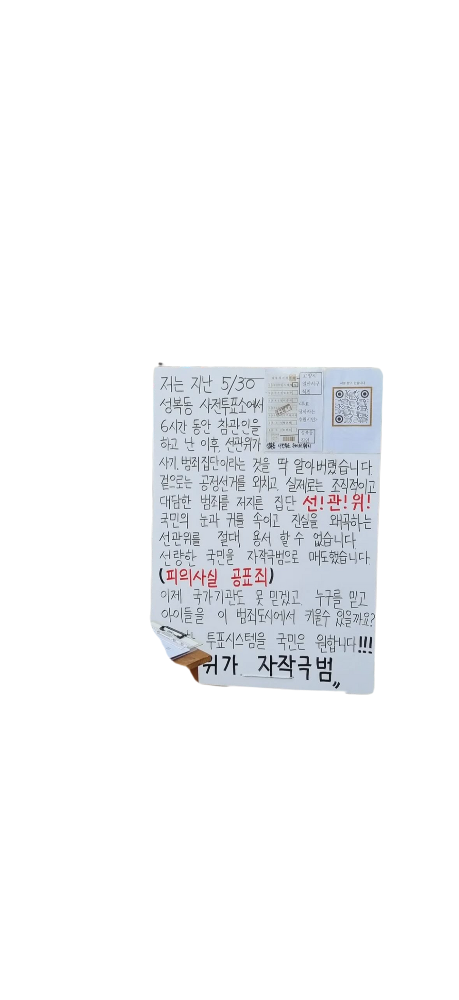 저는 지난 5/30
성복동 사전투표소에서
6시간 동안 참관인을
하고 난 이후, 선관위가
고양시
일산서구
직인
<투표
당사자는
수원시민>
성복동
직인
성복동 사전투표
서명 받고 있습니다
사기.범죄집단이라는 것을 딱 알아버렸습니다.
겉으로는 공정선거를 외치고, 실제로는 조직적이고
대담한 범죄를 저지른 집단 선!관!위!
국민의 눈과 귀를 속이고 진실을 왜곡하는
선관위를 절대 용서 할 수 없습니다.
선량한 국민을 자작극범으로 매도했습니다.
(피의사실 공표죄)
이제 국가기관도 못 믿겠고, 누구를 믿고
아이들을 이 범죄도시에서 키울수 있을까요?
투표시스템을 국민은 원합니다!!!
위가 자작극범"